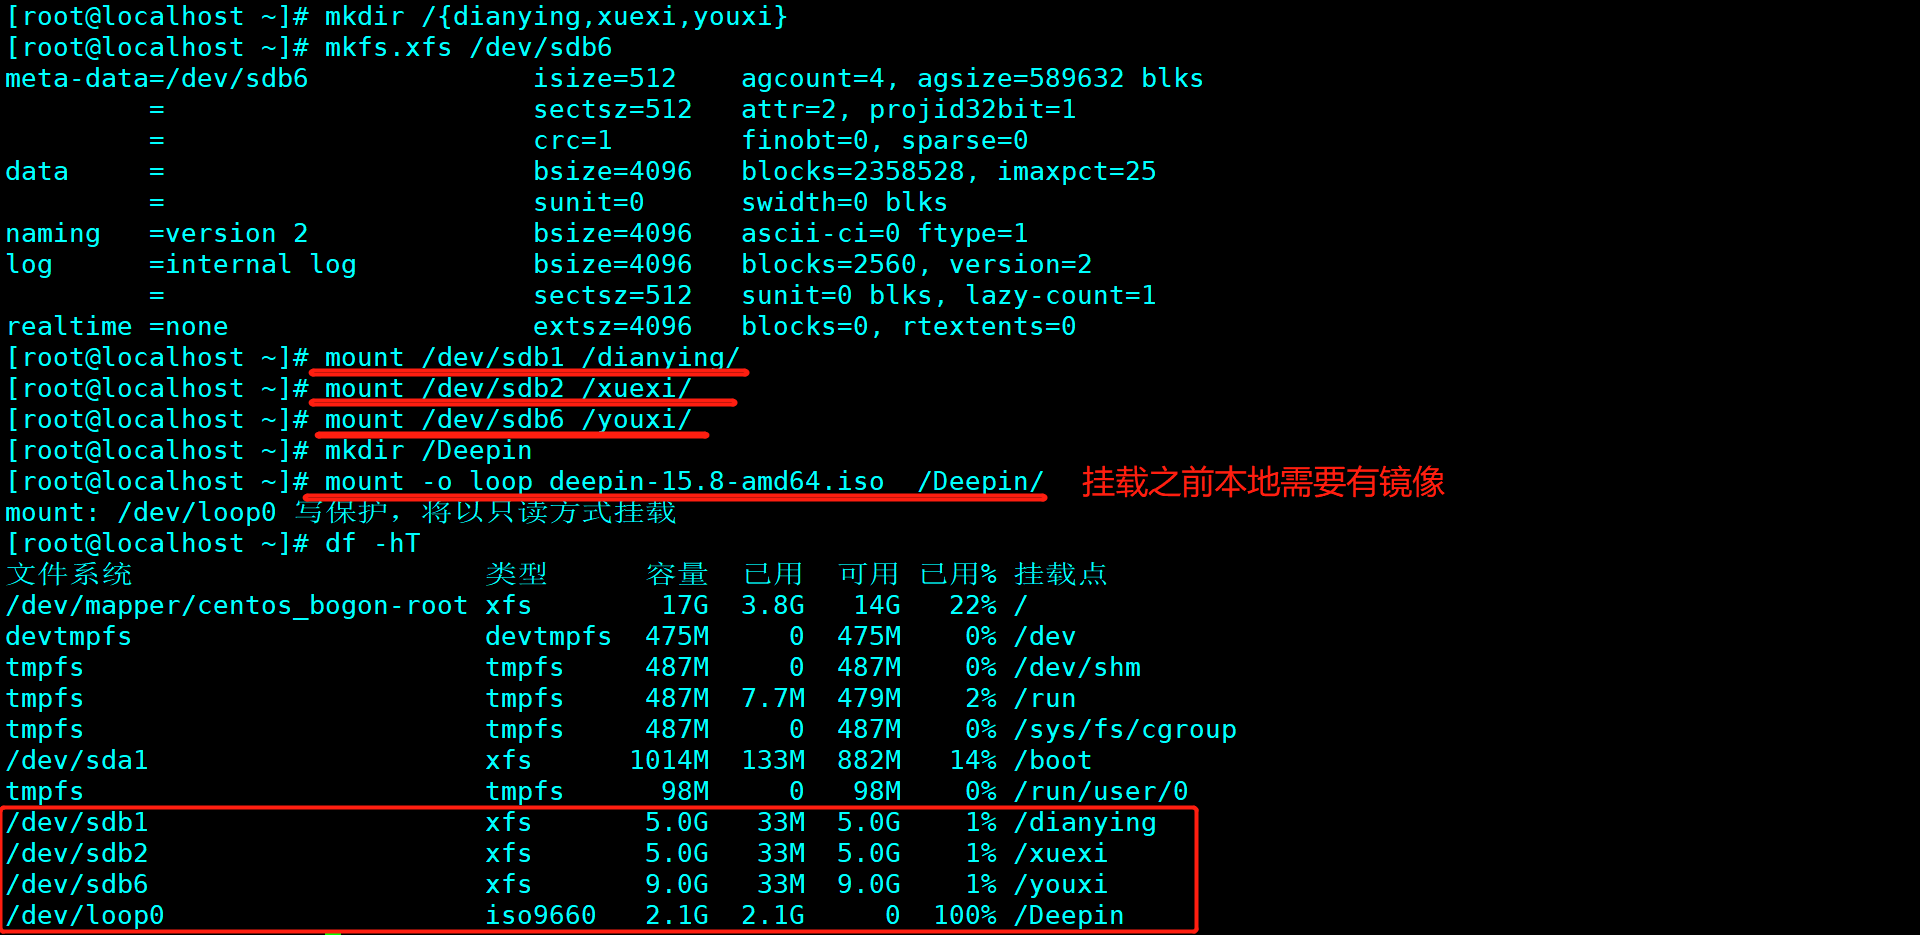 [root@localhost ~]# mkdir /{dianying,xuexi,youxi}
[root@localhost ~]# mkfs.xfs /dev/sdb6
meta-data=/dev/sdb6              isize=512    agcount=4, agsize=589632 blks
         =                       sectsz=512   attr=2, projid32bit=1
         =                       crc=1        finobt=0, sparse=0
data     =                       bsize=4096   blocks=2358528, imaxpct=25
         =                       sunit=0      swidth=0 blks
naming   =version 2              bsize=4096   ascii-ci=0 ftype=1
log      =internal log           bsize=4096   blocks=2560, version=2
         =                       sectsz=512   sunit=0 blks, lazy-count=1
realtime =none                   extsz=4096   blocks=0, rtextents=0
[root@localhost ~]# mount /dev/sdb1 /dianying/
[root@localhost ~]# mount /dev/sdb2 /xuexi/
[root@localhost ~]# mount /dev/sdb6 /youxi/
[root@localhost ~]# mkdir /Deepin
[root@localhost ~]# mount -o loop deepin-15.8-amd64.iso  /Deepin/ 挂载之前本地需要有镜像
mount: /dev/loop0 写保护，将以只读方式挂载
[root@localhost ~]# df -hT
文件系统                      类型      容量  已用  可用 已用% 挂载点
/dev/mapper/centos_bogon-root xfs        17G  3.8G   14G   22% /
devtmpfs                      devtmpfs  475M     0  475M    0% /dev
tmpfs                         tmpfs     487M     0  487M    0% /dev/shm
tmpfs                         tmpfs     487M  7.7M  479M    2% /run
tmpfs                         tmpfs     487M     0  487M    0% /sys/fs/cgroup
/dev/sda1                     xfs      1014M  133M  882M   14% /boot
tmpfs                         tmpfs      98M     0   98M    0% /run/user/0
/dev/sdb1                     xfs       5.0G   33M  5.0G    1% /dianying
/dev/sdb2                     xfs       5.0G   33M  5.0G    1% /xuexi
/dev/sdb6                     xfs       9.0G   33M  9.0G    1% /youxi
/dev/loop0                    iso9660   2.1G  2.1G     0  100% /Deepin